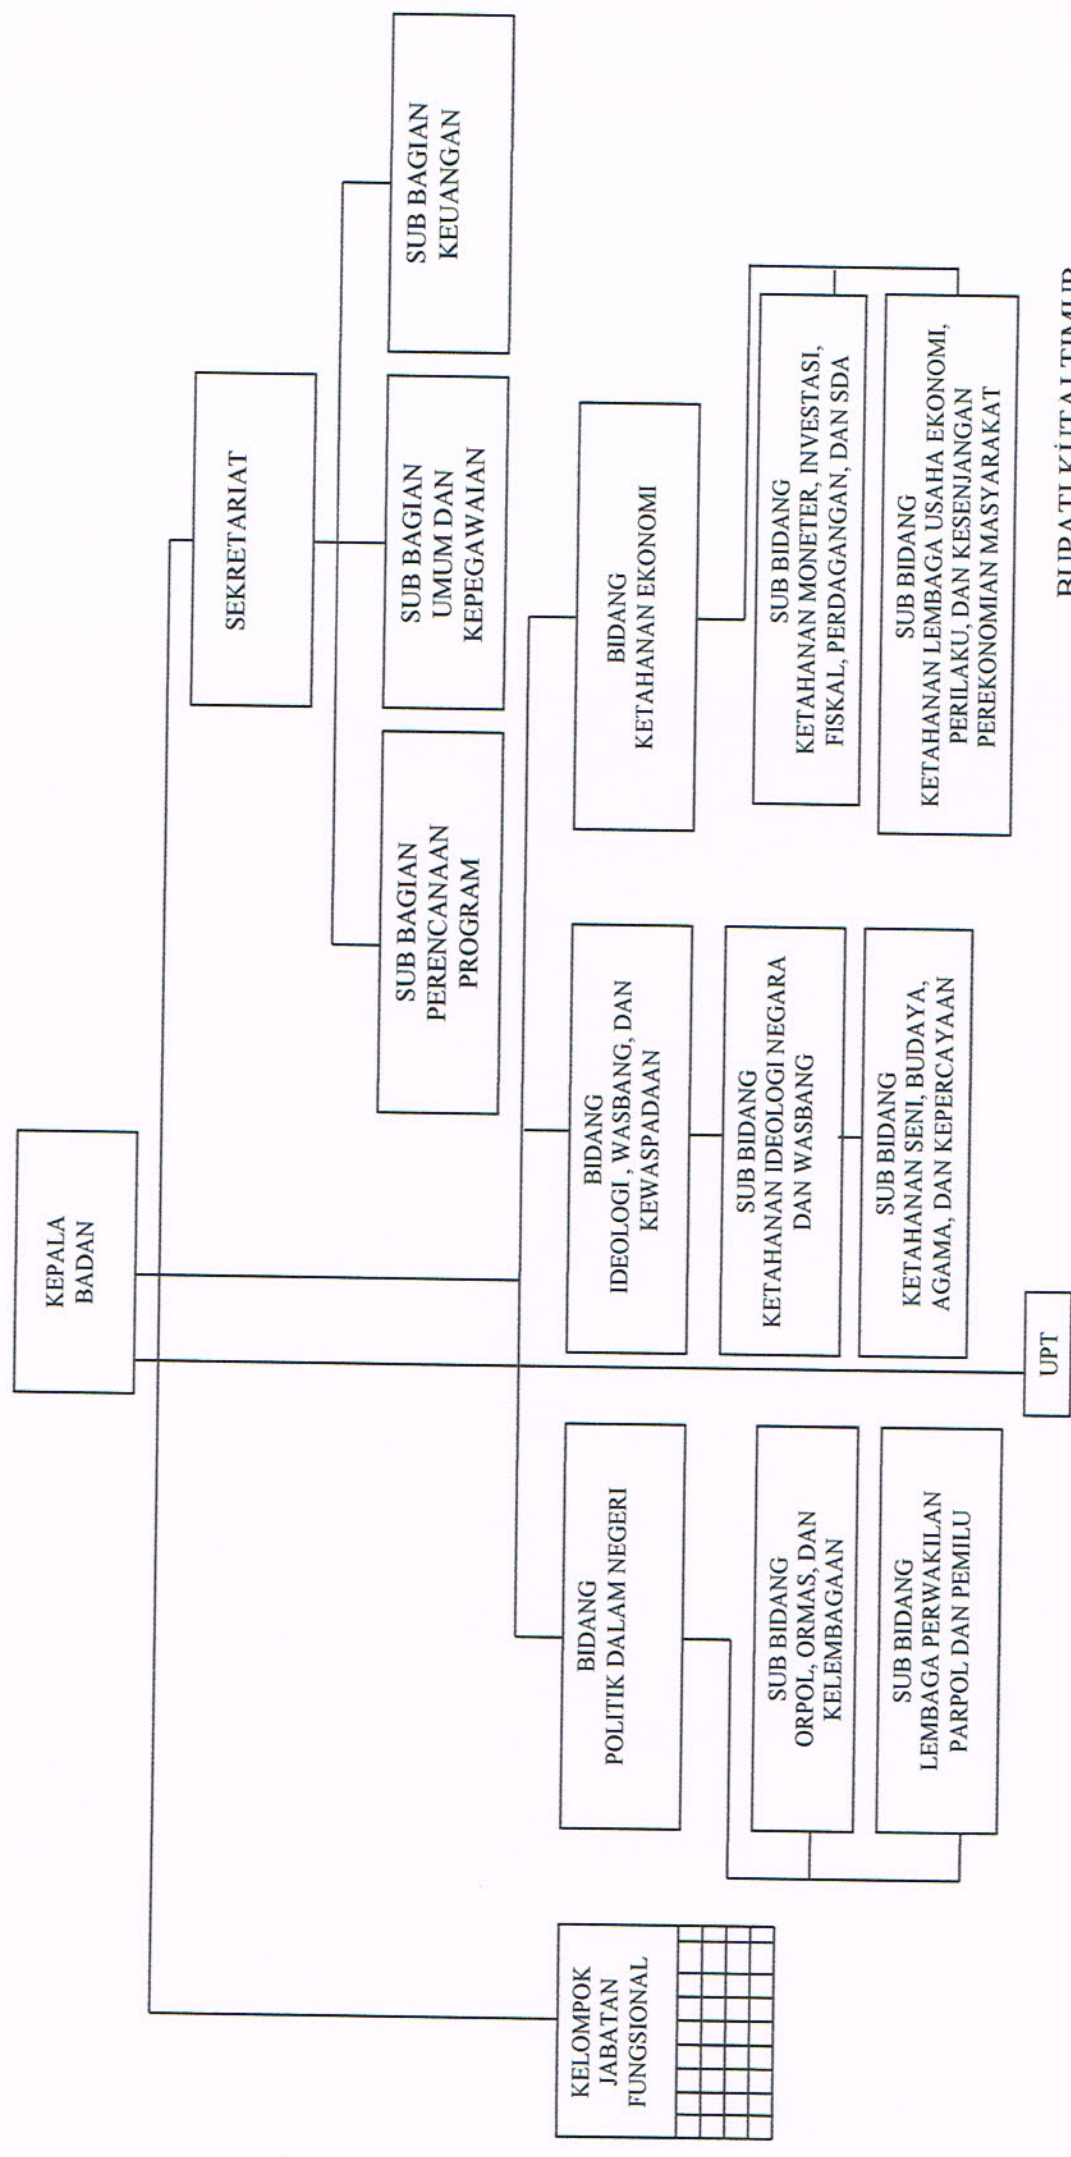 KEPALA
BADAN
SEKRETARIAT
SUB BAGIAN
PERENCANAAN
PROGRAM
SUB BAGIAN
UMUM DAN
KEPEGAWAIAN
SUB BAGIAN
KEUANGAN
KELOMPOK
JABATAN
FUNGSIONAL
BIDANG
POLITIK DALAM NEGERI
BIDANG
IDEOLOGI , WASBANG, DAN
KEWASPADAAN
BIDANG
KETAHANAN EKONOMI
SUB BIDANG
ORPOL, ORMAS, DAN
KELEMBAGAAN
SUB BIDANG
LEMBAGA PERWAKILAN
PARPOL DAN PEMILU
SUB BIDANG
KETAHANAN IDEOLOGI NEGARA
DAN WASBANG
SUB BIDANG
KETAHANAN SENI, BUDAYA,
AGAMA, DAN KEPERCAYAAN
SUB BIDANG
KETAHANAN MONETER, INVESTASI,
FISKAL, PERDAGANGAN, DAN SDA
SUB BIDANG
KETAHANAN LEMBAGA USAHA EKONOMI,
PERILAKU, DAN KESENJANGAN
PEREKONOMIAN MASYARAKAT
UPT
BUPATI KUTAI TIMUR